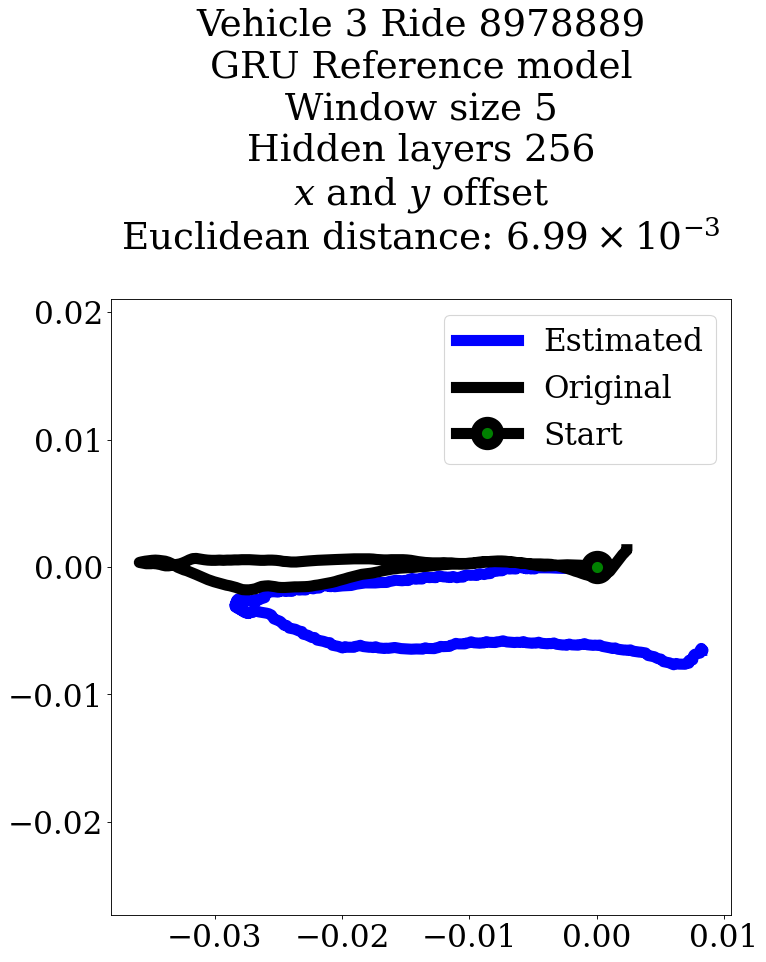 Vehicle 3 Ride 8978889
GRU Reference model
Window size 5
Hidden layers 256
x and y offset
Euclidean distance: 6.99 × 10⁻³
Estimated
Original
Start
0.02
0.01
0.00
−0.01
−0.02
−0.03
−0.02
−0.01
0.00
0.01